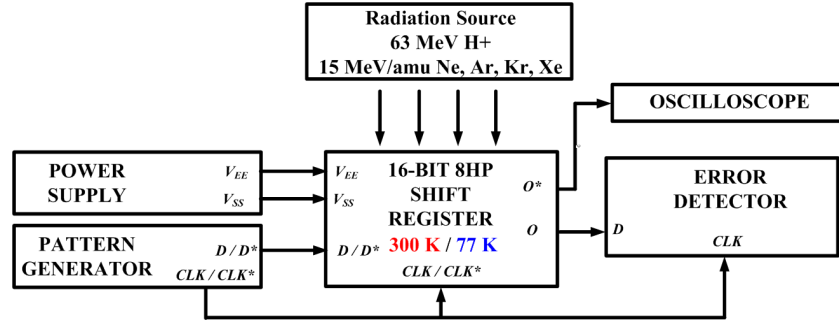 Radiation Source
63 MeV H+
15 MeV/amu Ne, Ar, Kr, Xe
OSCILLOSCOPE
POWER
SUPPLY
VEE
VSS
VEE
VSS
16-BIT 8HP
SHIFT
REGISTER
300 K / 77 K
D / D*
CLK / CLK*
O*
O
ERROR
DETECTOR
D
CLK
PATTERN
GENERATOR
D / D*
CLK / CLK*